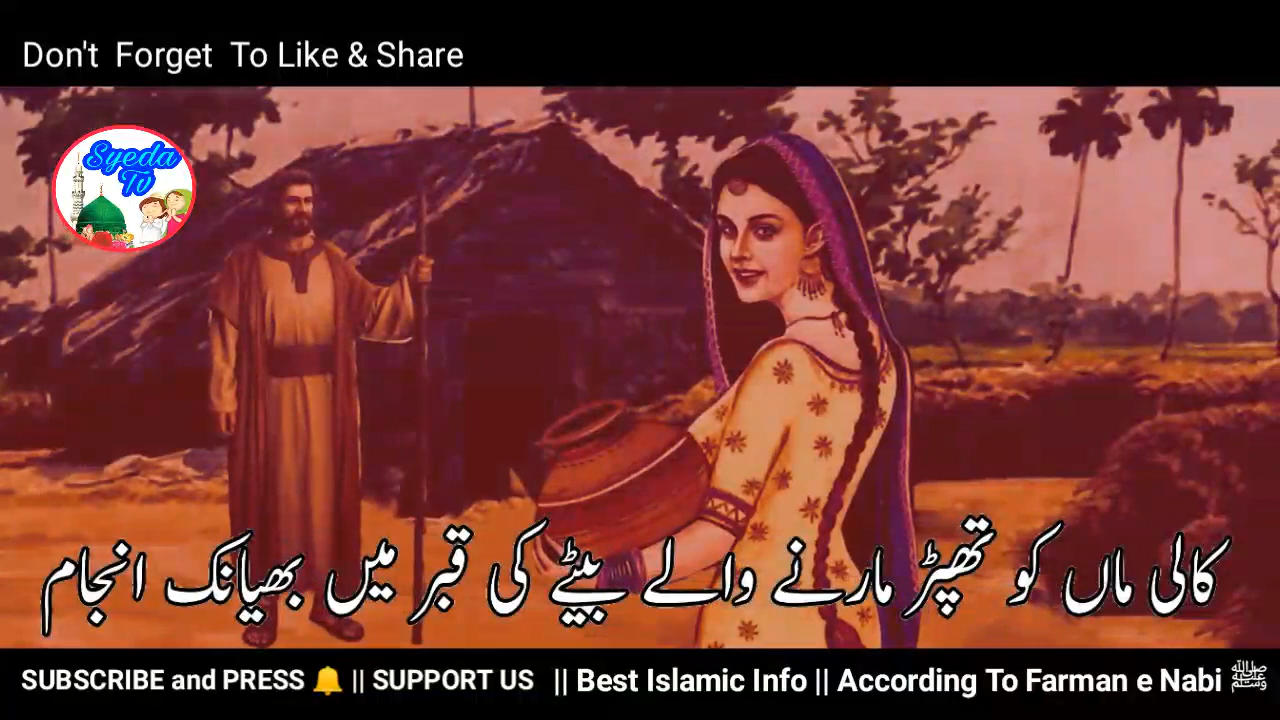 Don't Forget To Like & Share
Syeda
Tv
کالی ماں کو تھپڑ مارنے والے بیٹے کی قبر میں بھیانک انجام
SUBSCRIBE and PRESS 🔔 || SUPPORT US || Best Islamic Info || According To Farman e Nabi ﷺ